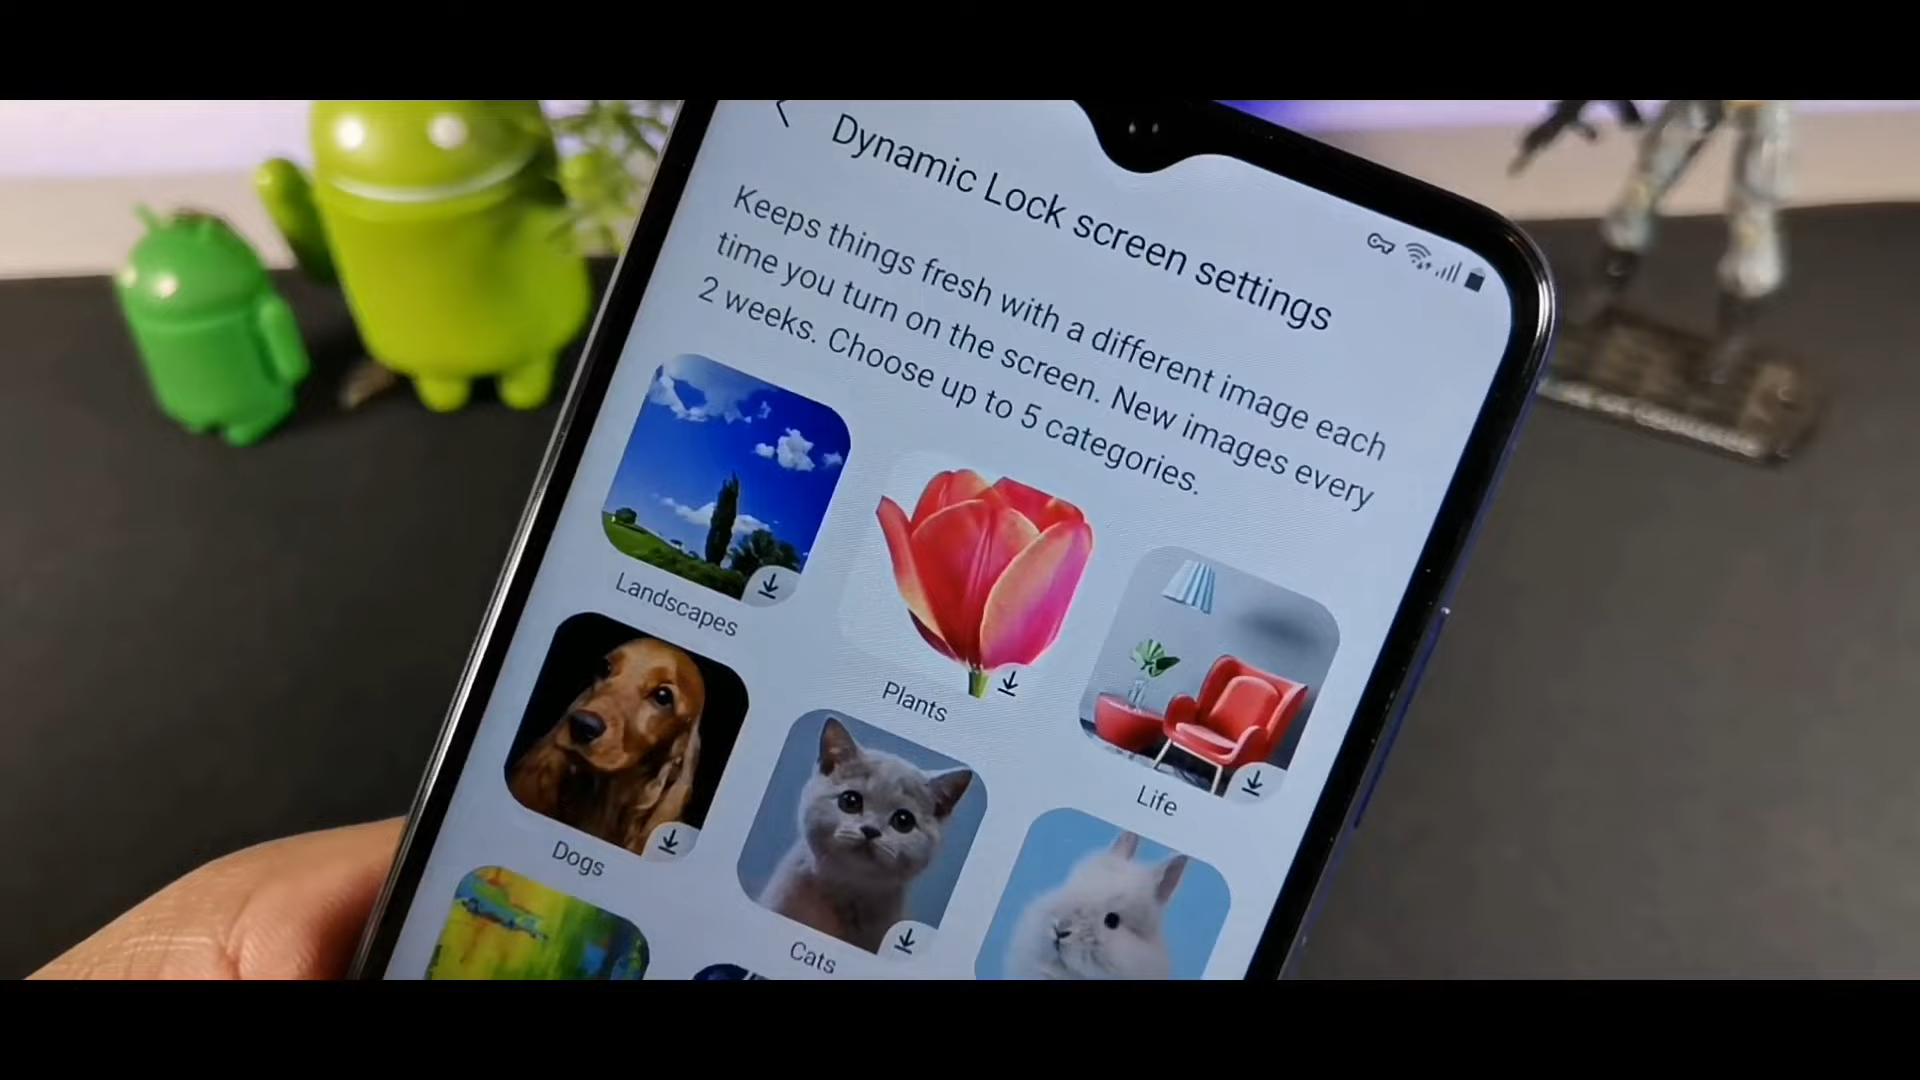 Dynamic Lock screen settings
Keeps things fresh with a different image each
time you turn on the screen. New images every
2 weeks. Choose up to 5 categories.
Landscapes
Plants
Life
Dogs
Cats